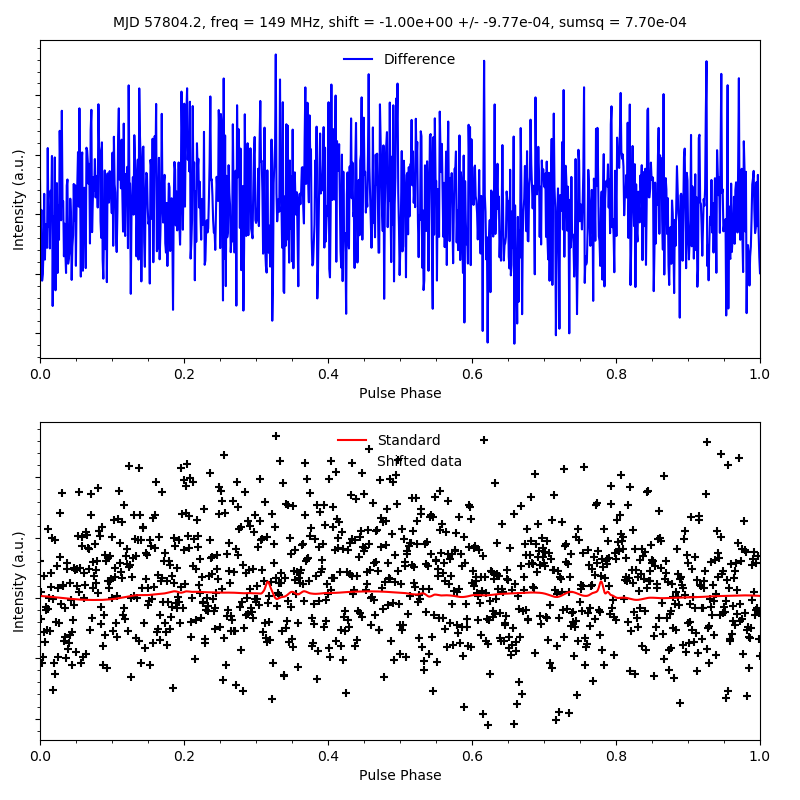 MJD 57804.2, freq = 149 MHz, shift = -1.00e+00 +/- -9.77e-04, sumsq = 7.70e-04
Difference
Intensity (a.u.)
0.0 0.2 0.4 0.6 0.8 1.0
Pulse Phase
Standard
Shifted data
Intensity (a.u.)
0.0 0.2 0.4 0.6 0.8 1.0
Pulse Phase